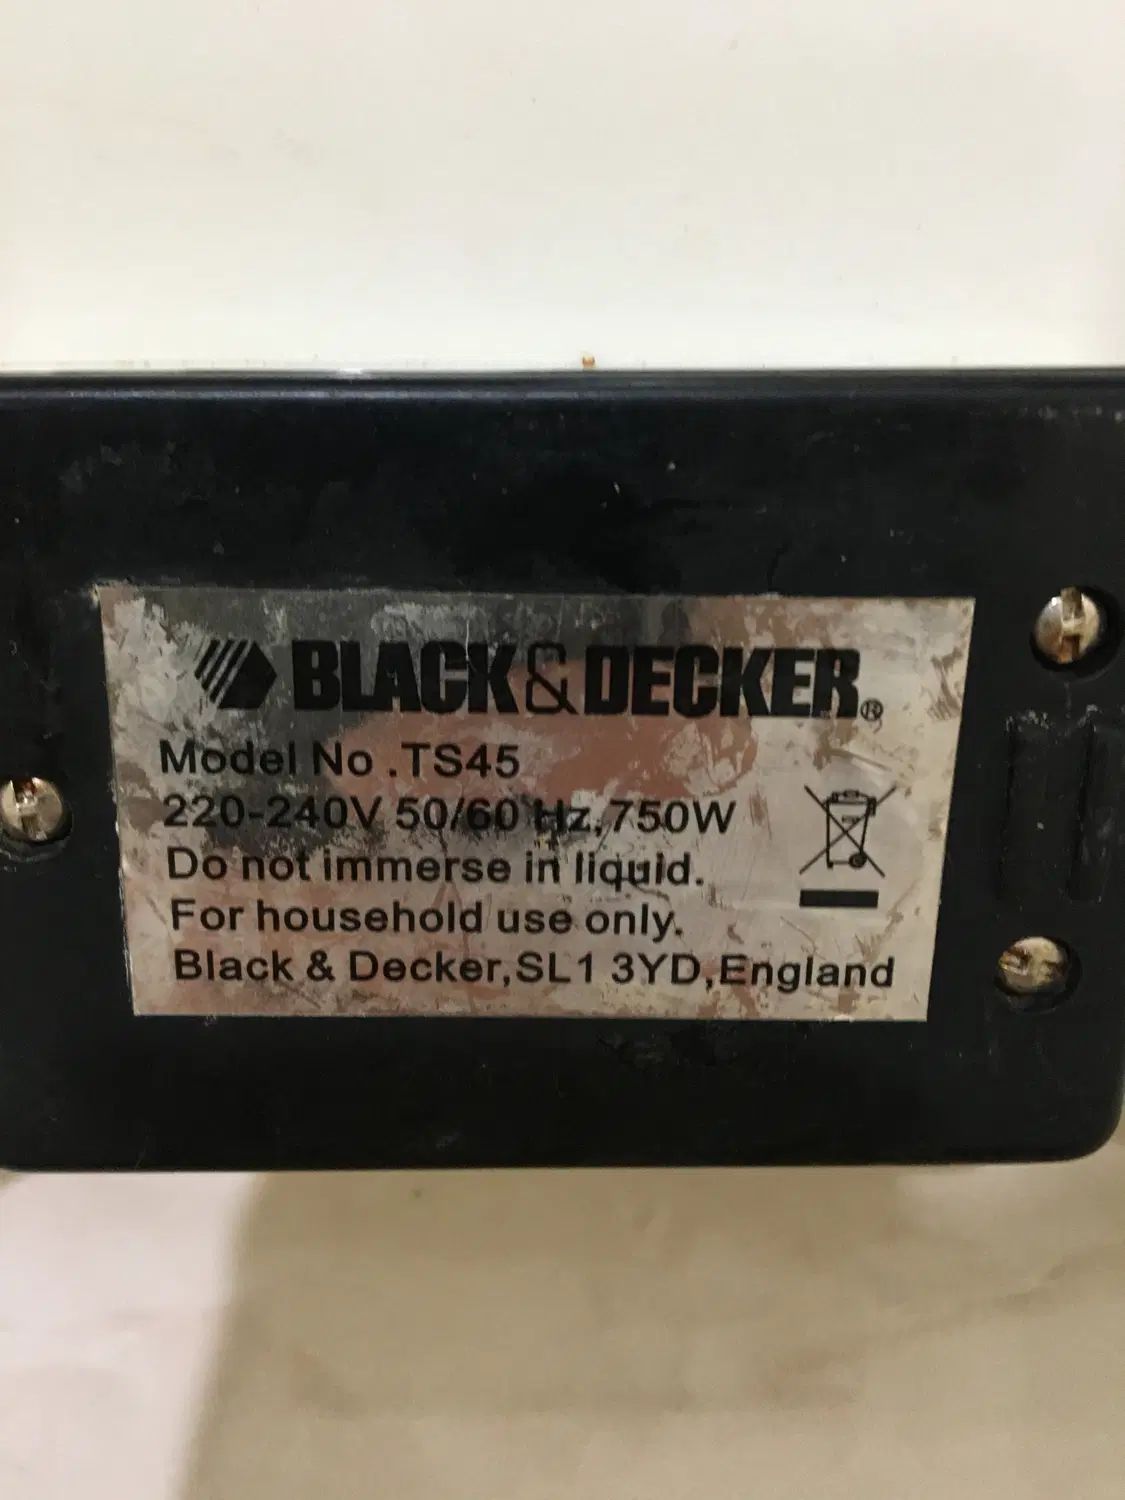 BLACK&DECKER®
Model No .TS45
220-240V 50/60 Hz,750W
Do not immerse in liquid.
For household use only.
Black & Decker,SL1 3YD,England